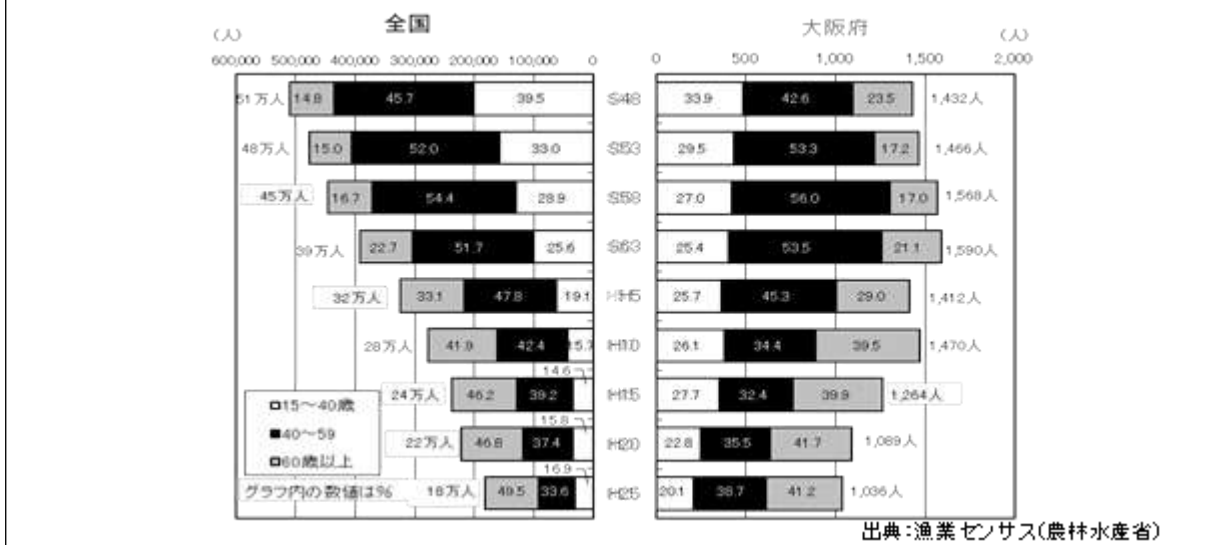 全国 大阪府
(人) (人)
600,000 500,000 400,000 300,000 200,000 100,000 0 0 500 1,000 1,500 2,000
51万人 14.8 45.7 39.5 S48 33.9 42.6 23.5 1,432人
48万人 15.0 52.0 33.0 S53 29.5 53.3 17.2 1,466人
45万人 16.7 54.4 28.9 S58 27.0 56.0 17.0 1,568人
39万人 22.7 51.7 25.6 S63 25.4 53.5 21.1 1,590人
32万人 33.1 47.8 19.1 H5 25.7 45.3 29.0 1,412人
28万人 41.9 42.4 15.7 H10 26.1 34.4 39.5 1,470人
14.6
24万人 46.2 39.2 H15 27.7 32.4 39.9 1,264人
15.8
22万人 46.8 37.4 H20 22.8 35.5 41.7 1,089人
16.9
18万人 49.5 33.6 H25 20.1 38.7 41.2 1,036人
15～40歳
40～59
60歳以上
グラフ内の数値は%
出典:漁業センサス(農林水産省)